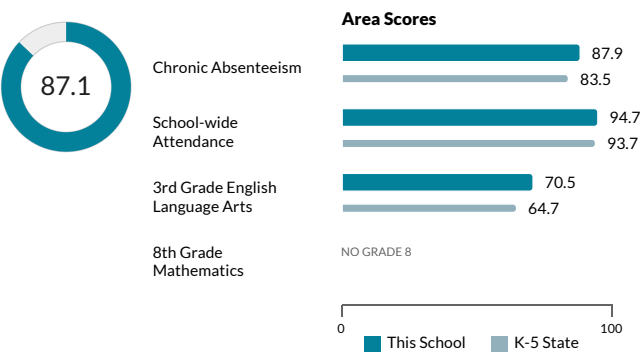 Area Scores
87.1
Chronic Absenteeism
87.9
83.5
School-wide
Attendance
94.7
93.7
3rd Grade English
Language Arts
70.5
64.7
8th Grade
Mathematics
NO GRADE 8
0
100
This School
K-5 State